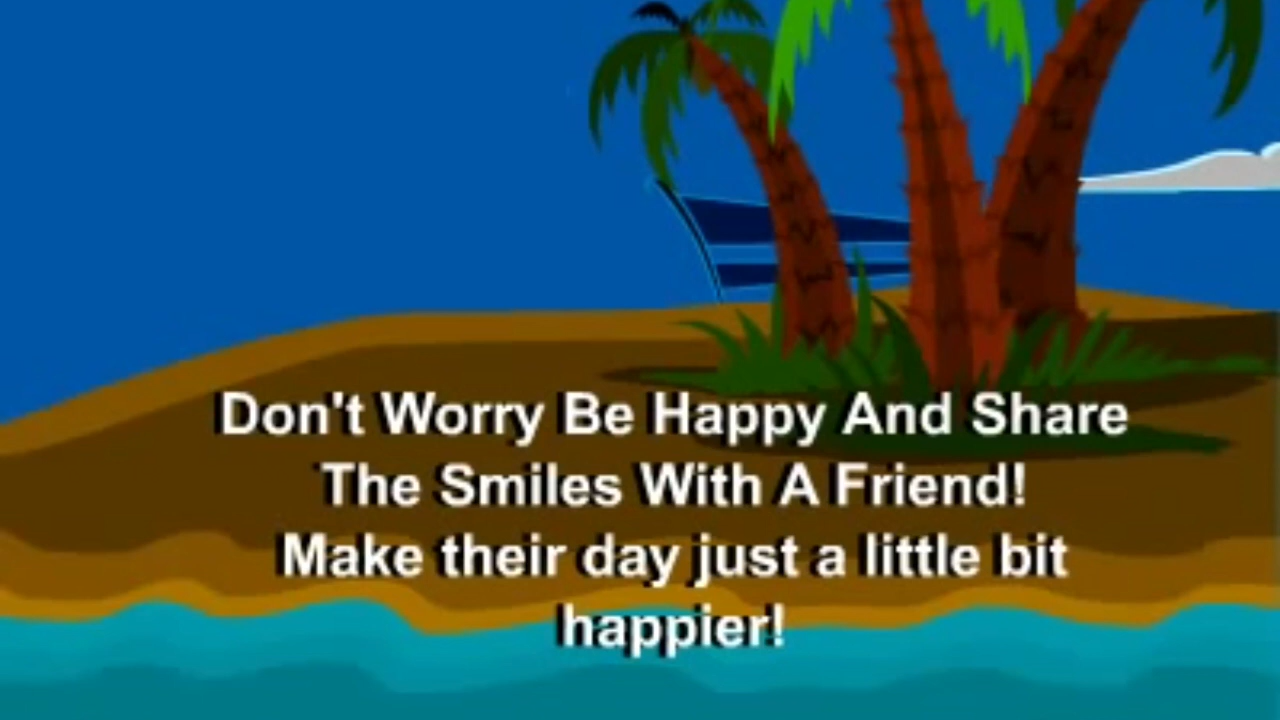 Don't Worry Be Happy And Share
The Smiles With A Friend!
Make their day just a little bit
happier!